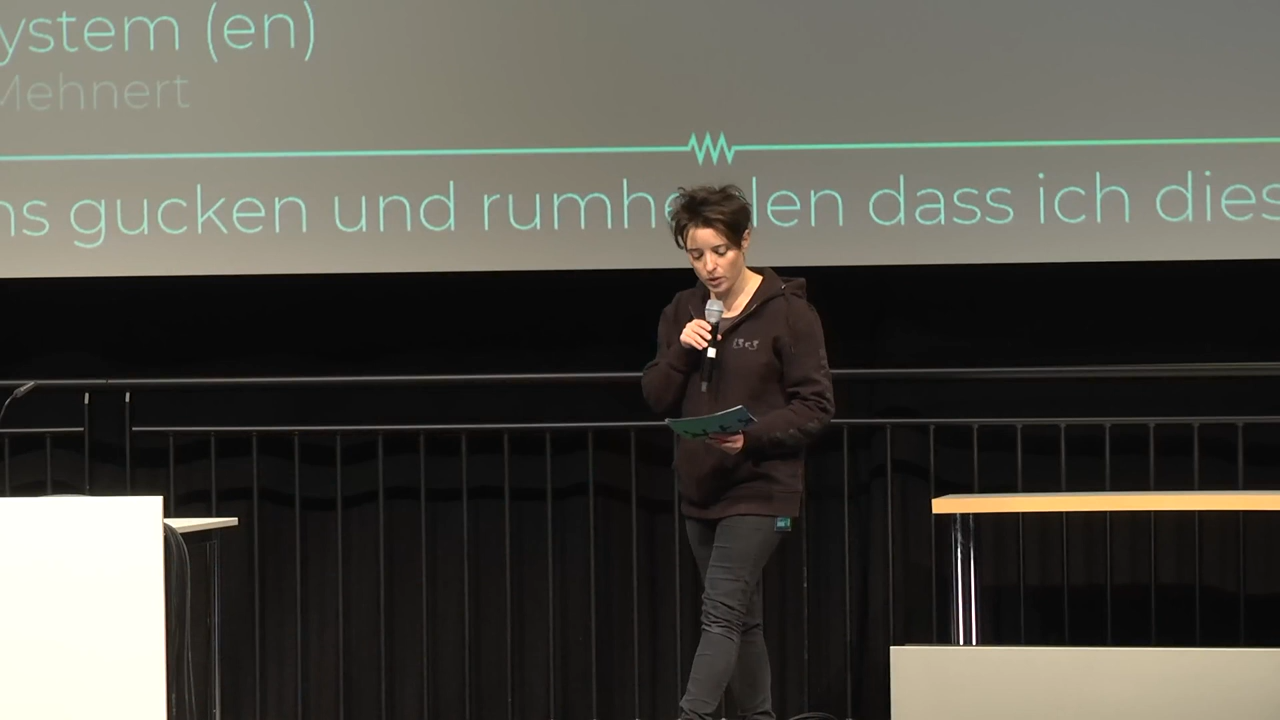 ystem (en)
Mehnert
ns gucken und rumhe len dass ich dies